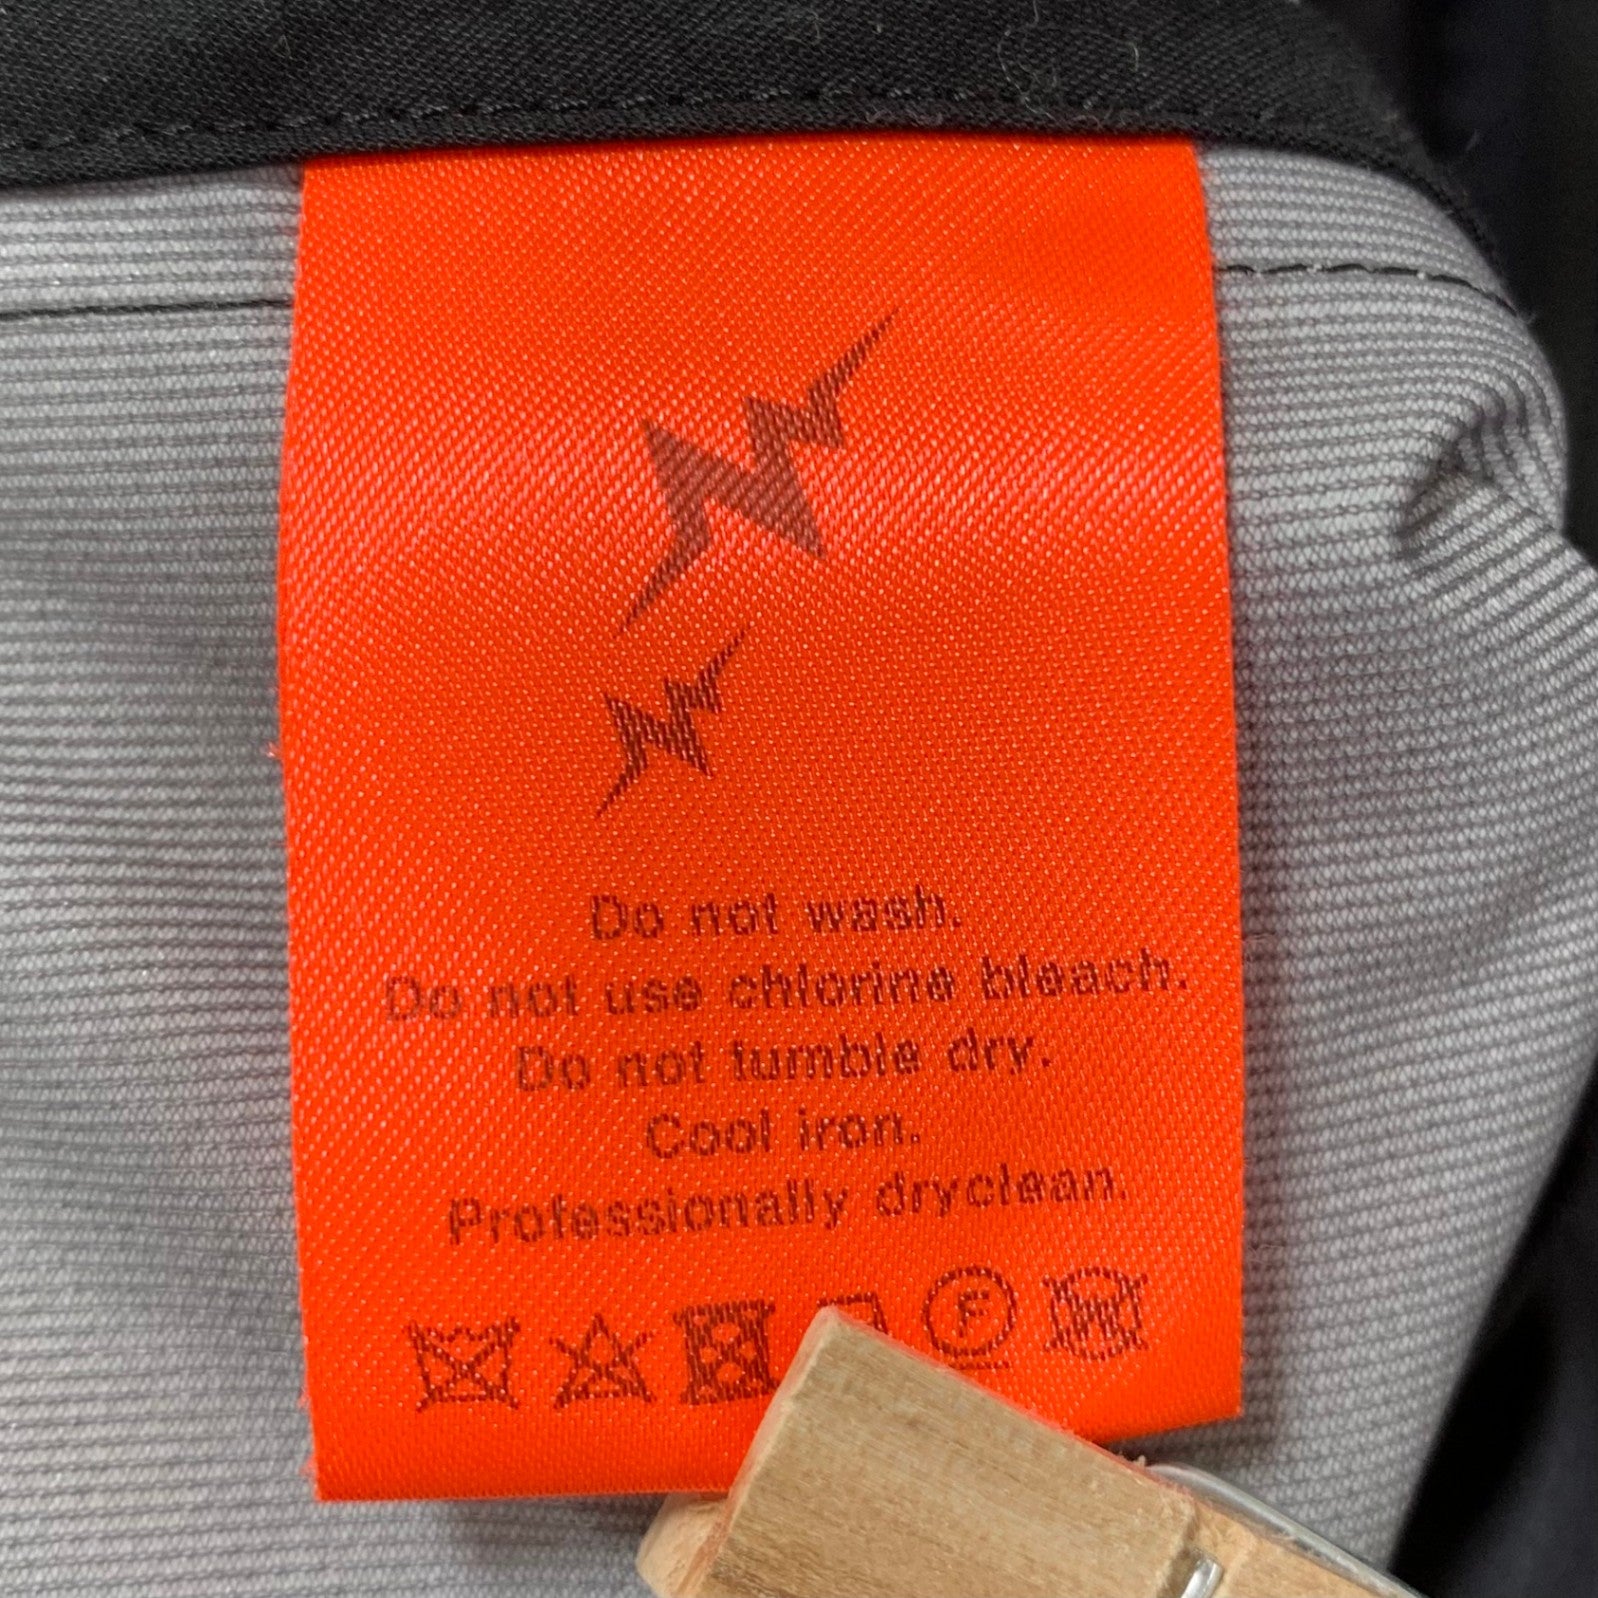 Do not wash.
Do not use chlorine bleach.
Do not tumble dry.
Cool iron.
Professionally dryclean.
F
W